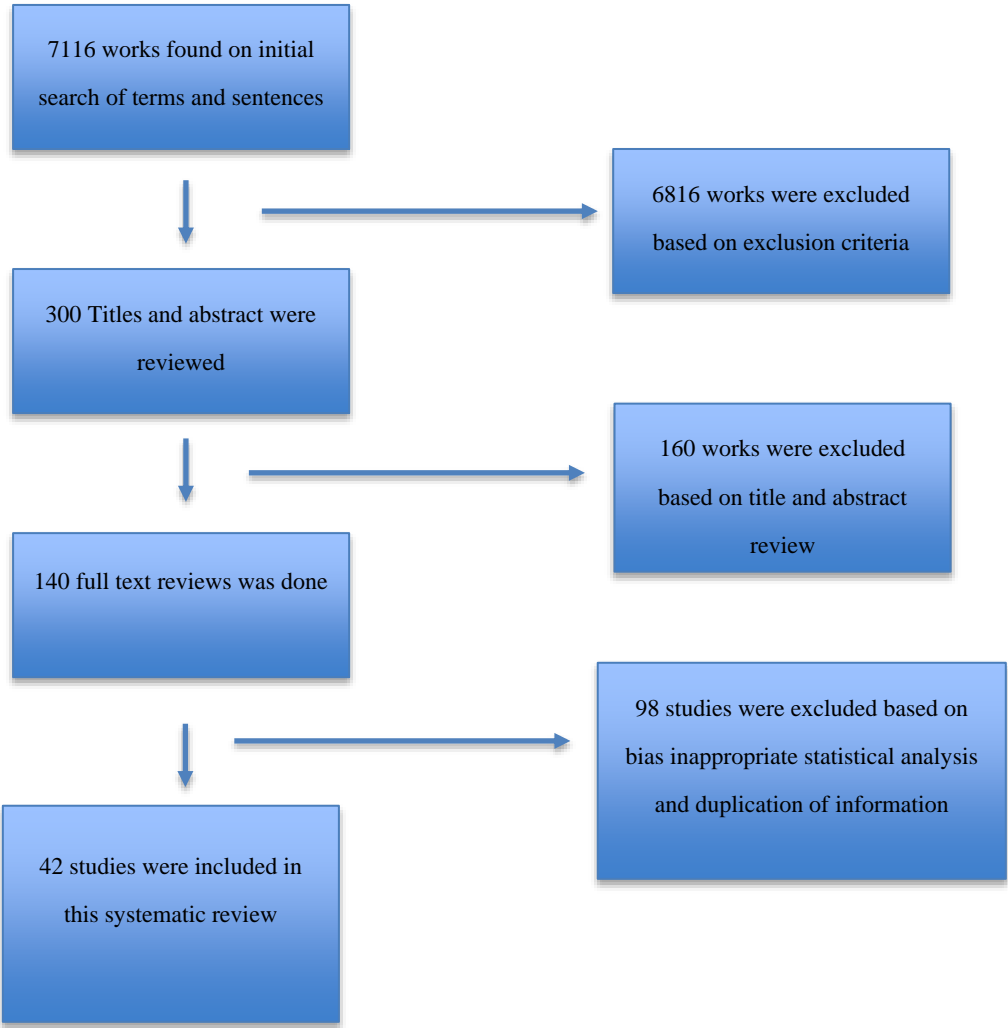 7116 works found on initial
search of terms and sentences
6816 works were excluded
based on exclusion criteria
300 Titles and abstract were
reviewed
160 works were excluded
based on title and abstract
review
140 full text reviews was done
98 studies were excluded based on
bias inappropriate statistical analysis
and duplication of information
42 studies were included in
this systematic review